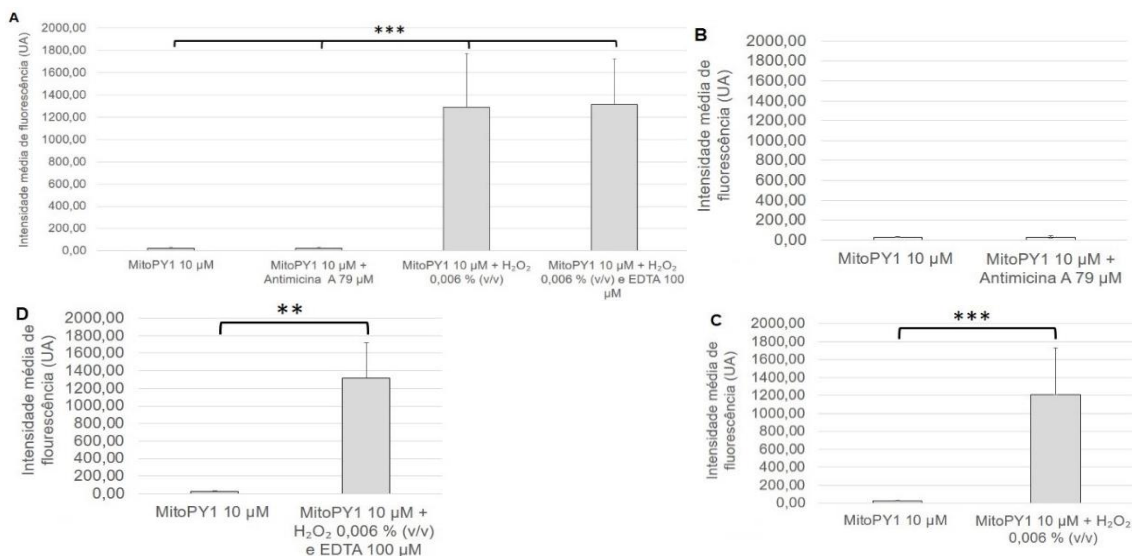 A
***
Intensidade média de fluorescência (UA)
2000,00
1800,00
1600,00
1400,00
1200,00
1000,00
800,00
600,00
400,00
200,00
0,00
MitoPY1 10 µM
MitoPY1 10 µM +
Antimicina A 79 µM
MitoPY1 10 µM + H₂O₂
0,006 % (v/v)
MitoPY1 10 µM + H₂O₂
0,006 % (v/v) e EDTA 100
µM
B
Intensidade média de
fluorescência (UA)
2000,00
1800,00
1600,00
1400,00
1200,00
1000,00
800,00
600,00
400,00
200,00
0,00
MitoPY1 10 µM
MitoPY1 10 µM +
Antimicina A 79 µM
D
**
Intensidade média de
flourescência (UA)
2000,00
1800,00
1600,00
1400,00
1200,00
1000,00
800,00
600,00
400,00
200,00
0,00
MitoPY1 10 µM
MitoPY1 10 µM +
H₂O₂ 0,006 % (v/v)
e EDTA 100 µM
C
***
Intensidade média de
fluorescência (UA)
2000,00
1800,00
1600,00
1400,00
1200,00
1000,00
800,00
600,00
400,00
200,00
0,00
MitoPY1 10 µM
MitoPY1 10 µM + H₂O₂
0,006 % (v/v)